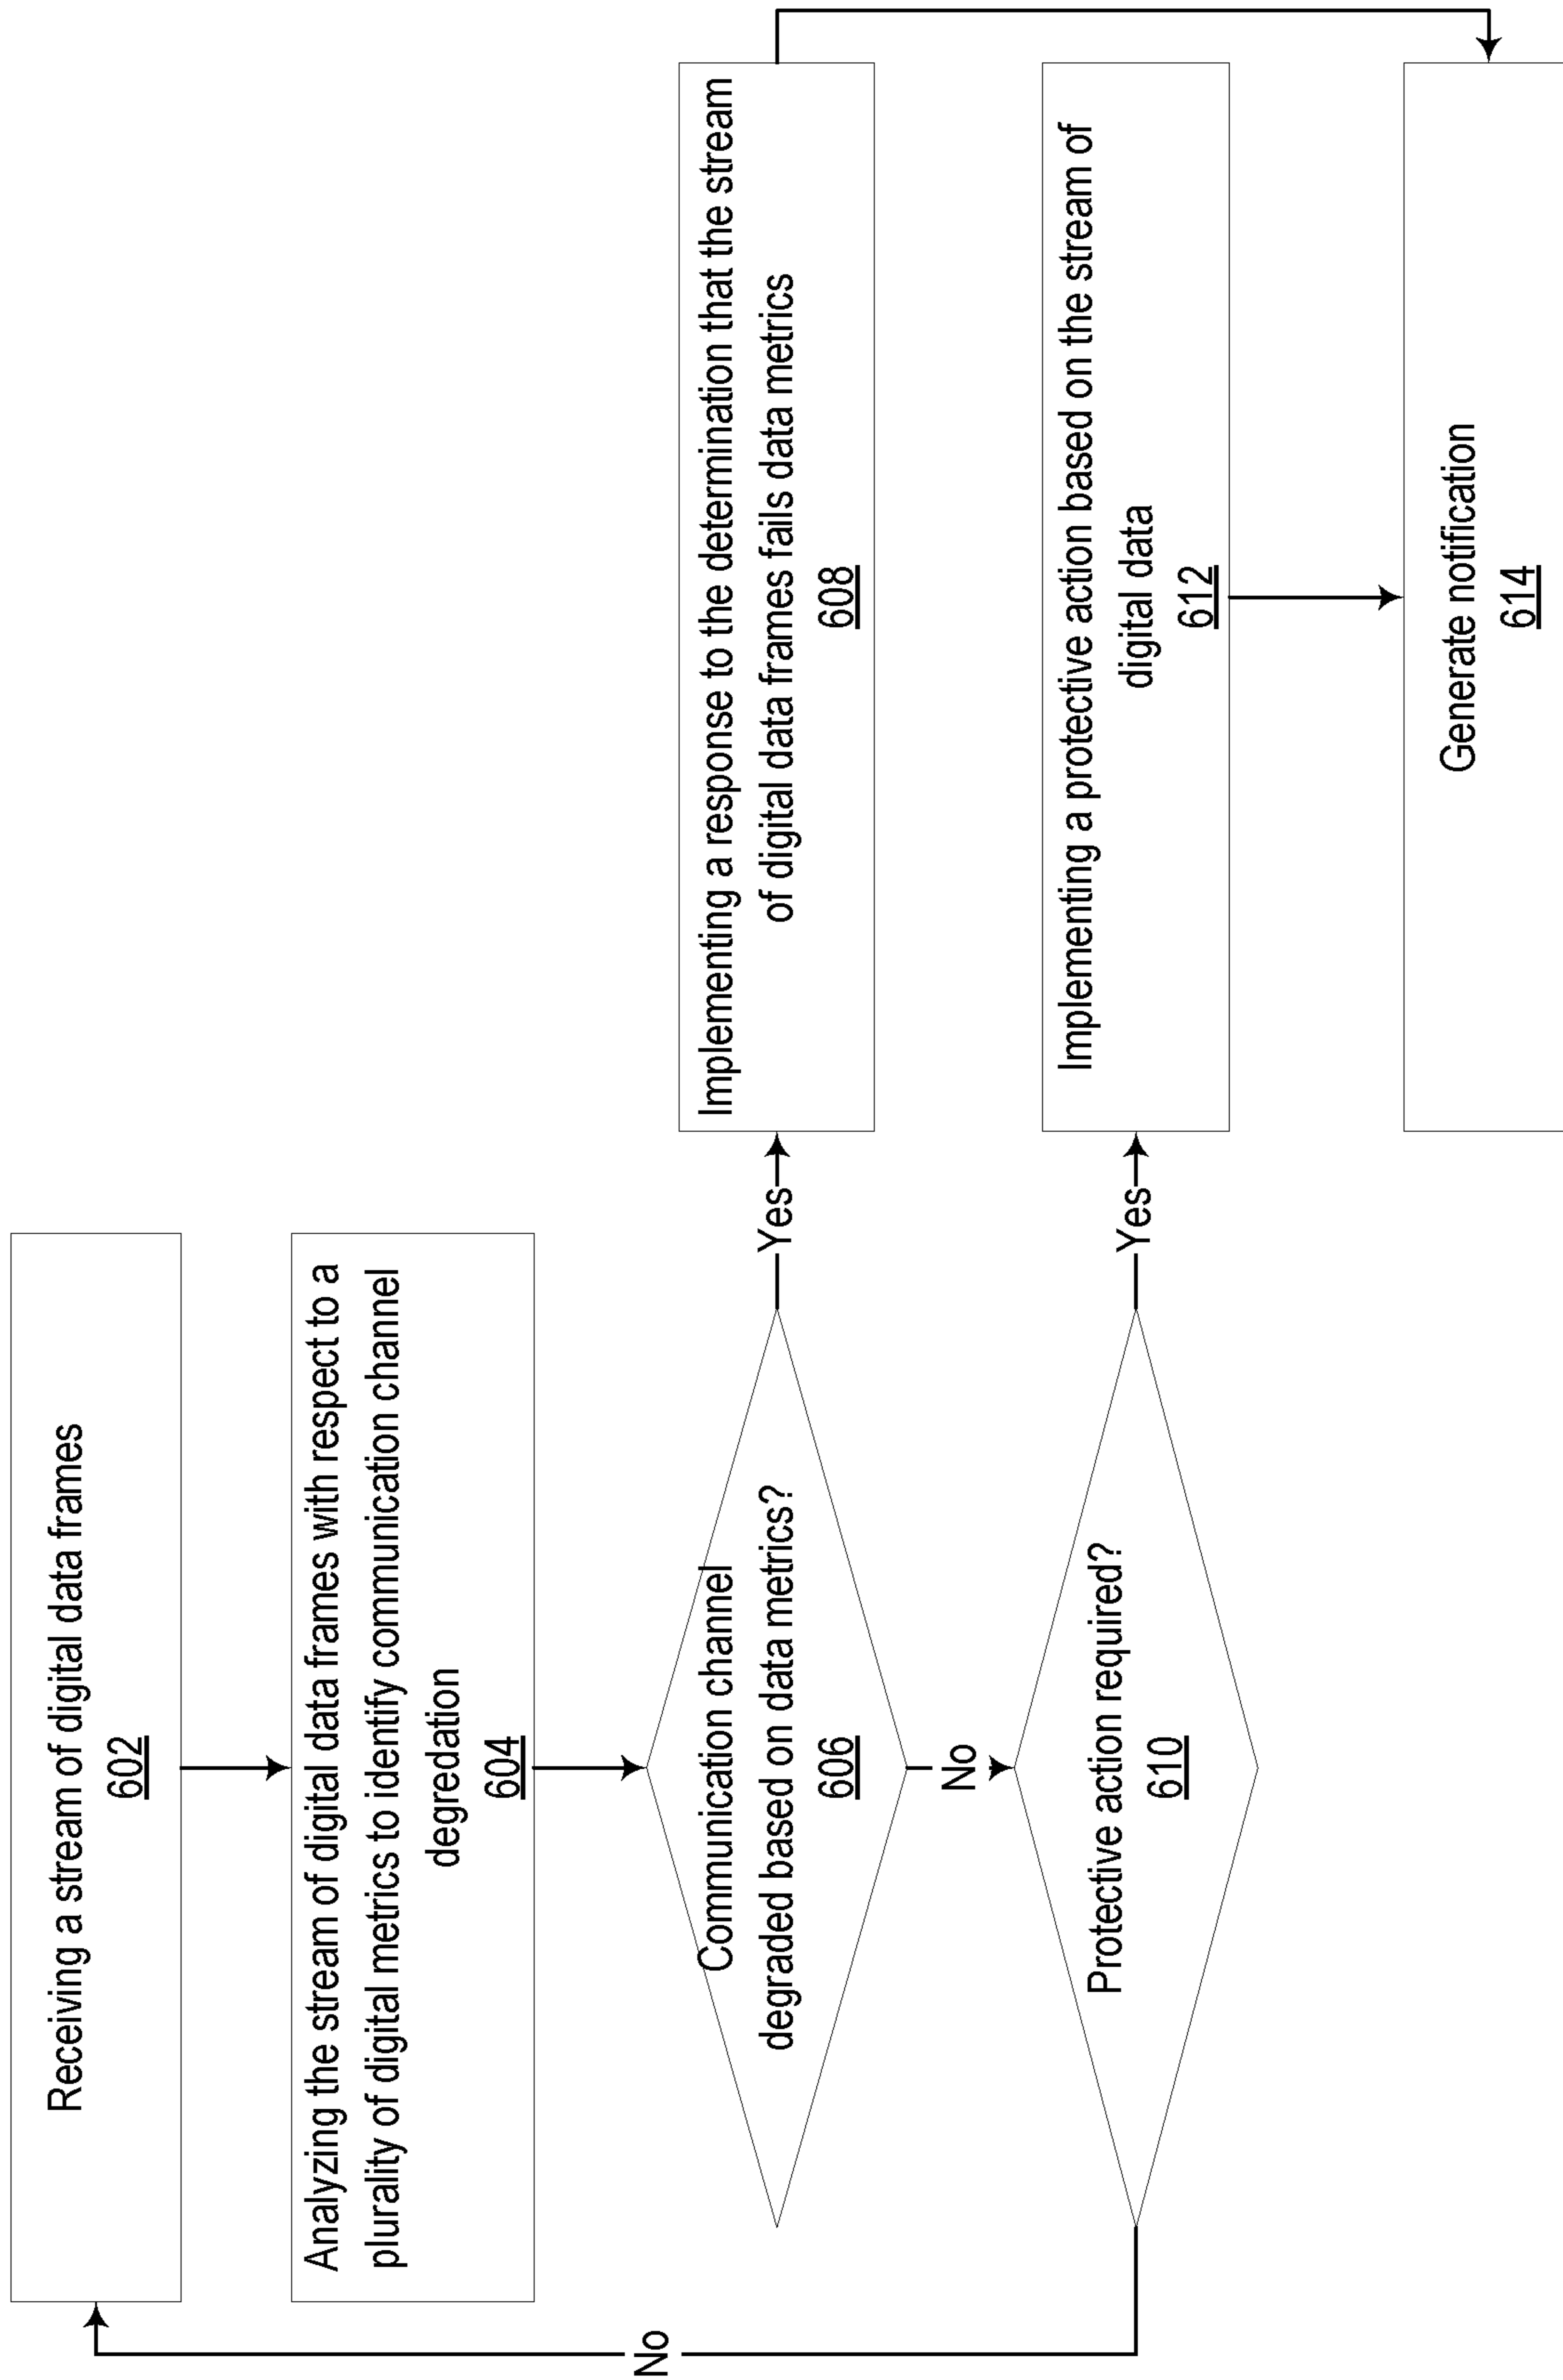 Receiving a stream of digital data frames
602
Analyzing the stream of digital data frames with respect to a
plurality of digital metrics to identify communication channel
degredation
604
Communication channel
degraded based on data metrics?
606
Yes
Implementing a response to the determination that the stream
of digital data frames fails data metrics
608
No
Protective action required?
610
Yes
Implementing a protective action based on the stream of
digital data
612
No
Generate notification
614